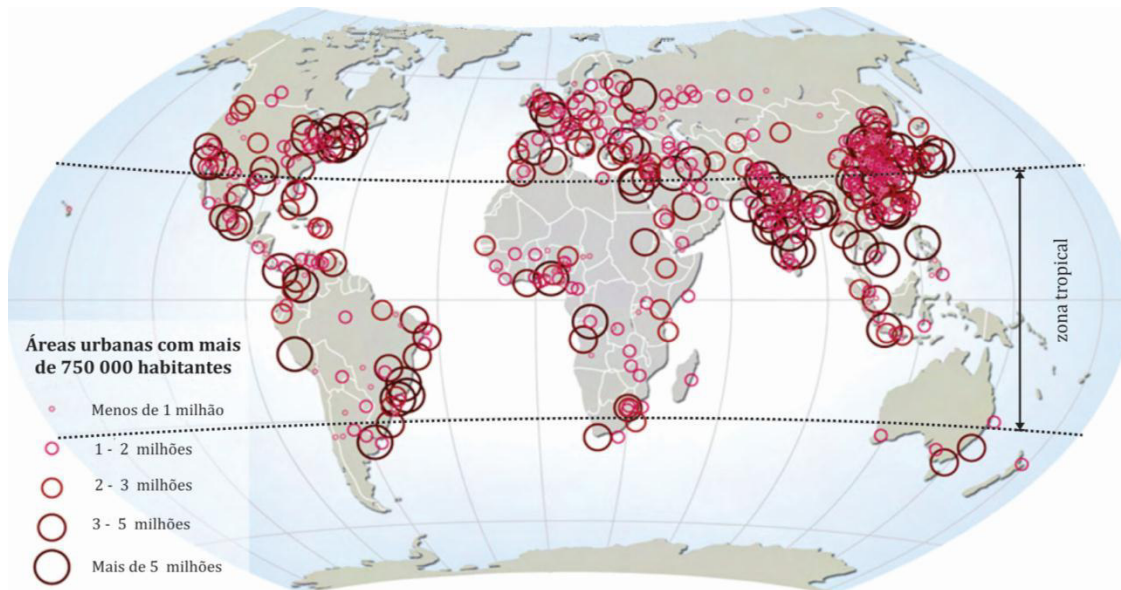 Áreas urbanas com mais
de 750 000 habitantes
Menos de 1 milhão
1 - 2 milhões
2 - 3 milhões
3 - 5 milhões
Mais de 5 milhões
zona tropical